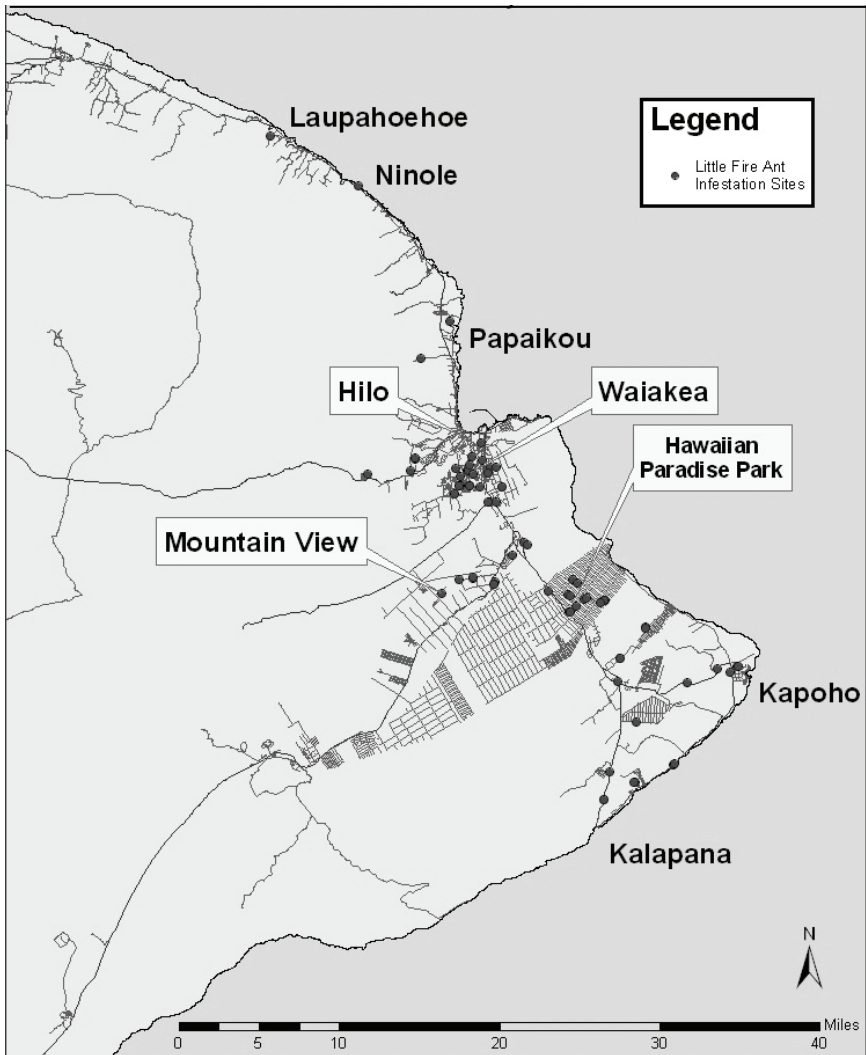 Laupahoehoe
Legend
Little Fire Ant
Infestation Sites
Ninole
Papaikou
Hilo
Waiakea
Hawaiian
Paradise Park
Mountain View
Kapoho
Kalapana
N
Miles
0 5 10 20 30 40